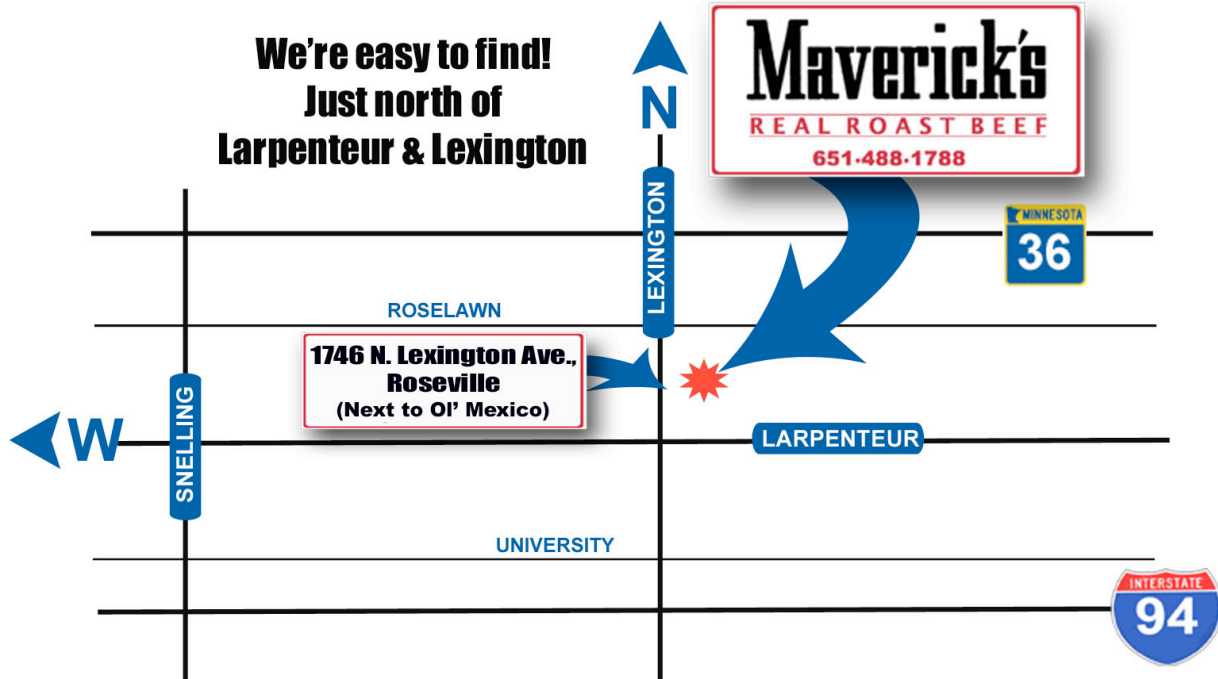 We're easy to find!
Just north of
Larpenteur & Lexington
N
Maverick's
REAL ROAST BEEF
651·488·1788
LEXINGTON
MINNESOTA
36
ROSELAWN
1746 N. Lexington Ave.,
Roseville
(Next to Ol' Mexico)
W
SNELLING
LARPENTEUR
UNIVERSITY
INTERSTATE
94